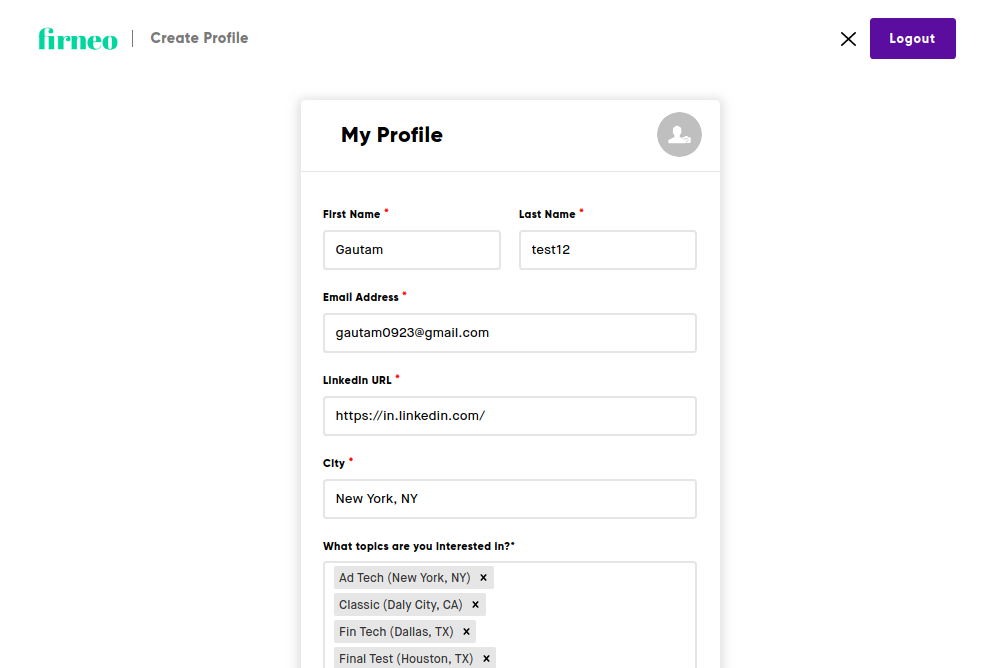 firneo | Create Profile
Logout
My Profile
First Name *
Last Name *
Gautam
test12
Email Address *
gautam0923@gmail.com
LinkedIn URL *
https://in.linkedin.com/
City *
New York, NY
What topics are you interested in?*
Ad Tech (New York, NY) ×
Classic (Daly City, CA) ×
Fin Tech (Dallas, TX) ×
Final Test (Houston, TX) ×